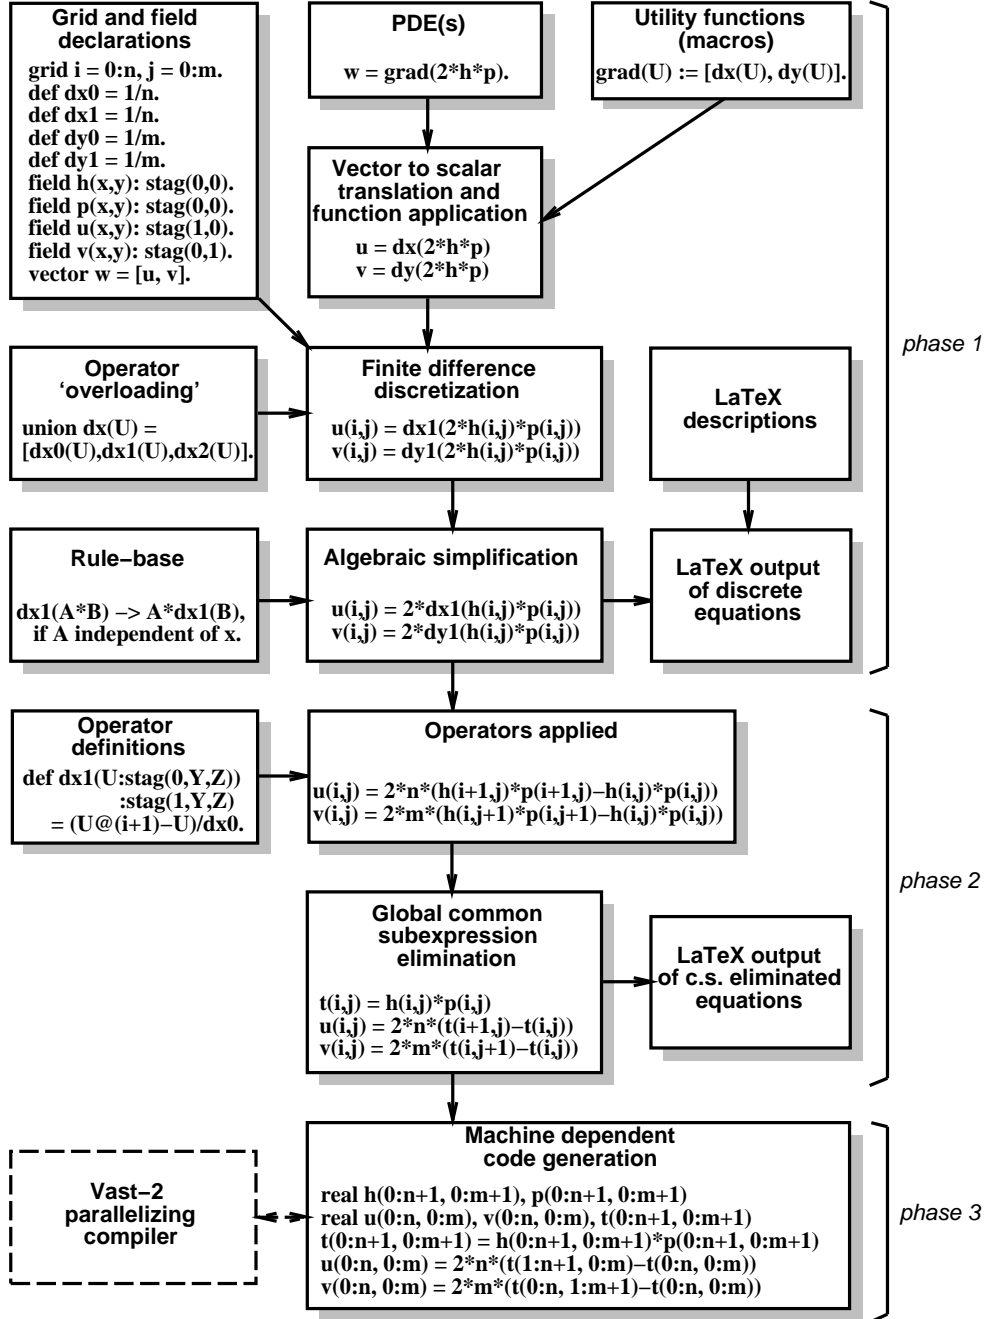 Grid and field
declarations
grid i = 0:n, j = 0:m.
def dx0 = 1/n.
def dx1 = 1/n.
def dy0 = 1/m.
def dy1 = 1/m.
field h(x,y): stag(0,0).
field p(x,y): stag(0,0).
field u(x,y): stag(1,0).
field v(x,y): stag(0,1).
vector w = [u, v].
PDE(s)
w = grad(2*h*p).
Utility functions
(macros)
grad(U) := [dx(U), dy(U)].
Vector to scalar
translation and
function application
u = dx(2*h*p)
v = dy(2*h*p)
phase 1
Operator
‘overloading’
union dx(U) =
[dx0(U),dx1(U),dx2(U)].
Finite difference
discretization
u(i,j) = dx1(2*h(i,j)*p(i,j))
v(i,j) = dy1(2*h(i,j)*p(i,j))
LaTeX
descriptions
Rule−base
dx1(A*B) −> A*dx1(B),
if A independent of x.
Algebraic simplification
u(i,j) = 2*dx1(h(i,j)*p(i,j))
v(i,j) = 2*dy1(h(i,j)*p(i,j))
LaTeX output
of discrete
equations
Operator
definitions
def dx1(U:stag(0,Y,Z))
:stag(1,Y,Z)
= (U@(i+1)−U)/dx0.
Operators applied
u(i,j) = 2*n*(h(i+1,j)*p(i+1,j)−h(i,j)*p(i,j))
v(i,j) = 2*m*(h(i,j+1)*p(i,j+1)−h(i,j)*p(i,j))
phase 2
Global common
subexpression
elimination
t(i,j) = h(i,j)*p(i,j)
u(i,j) = 2*n*(t(i+1,j)−t(i,j))
v(i,j) = 2*m*(t(i,j+1)−t(i,j))
LaTeX output
of c.s. eliminated
equations
Vast−2
parallelizing
compiler
Machine dependent
code generation
real h(0:n+1, 0:m+1), p(0:n+1, 0:m+1)
real u(0:n, 0:m), v(0:n, 0:m), t(0:n+1, 0:m+1)
t(0:n+1, 0:m+1) = h(0:n+1, 0:m+1)*p(0:n+1, 0:m+1)
u(0:n, 0:m) = 2*n*(t(1:n+1, 0:m)−t(0:n, 0:m))
v(0:n, 0:m) = 2*m*(t(0:n, 1:m+1)−t(0:n, 0:m))
phase 3